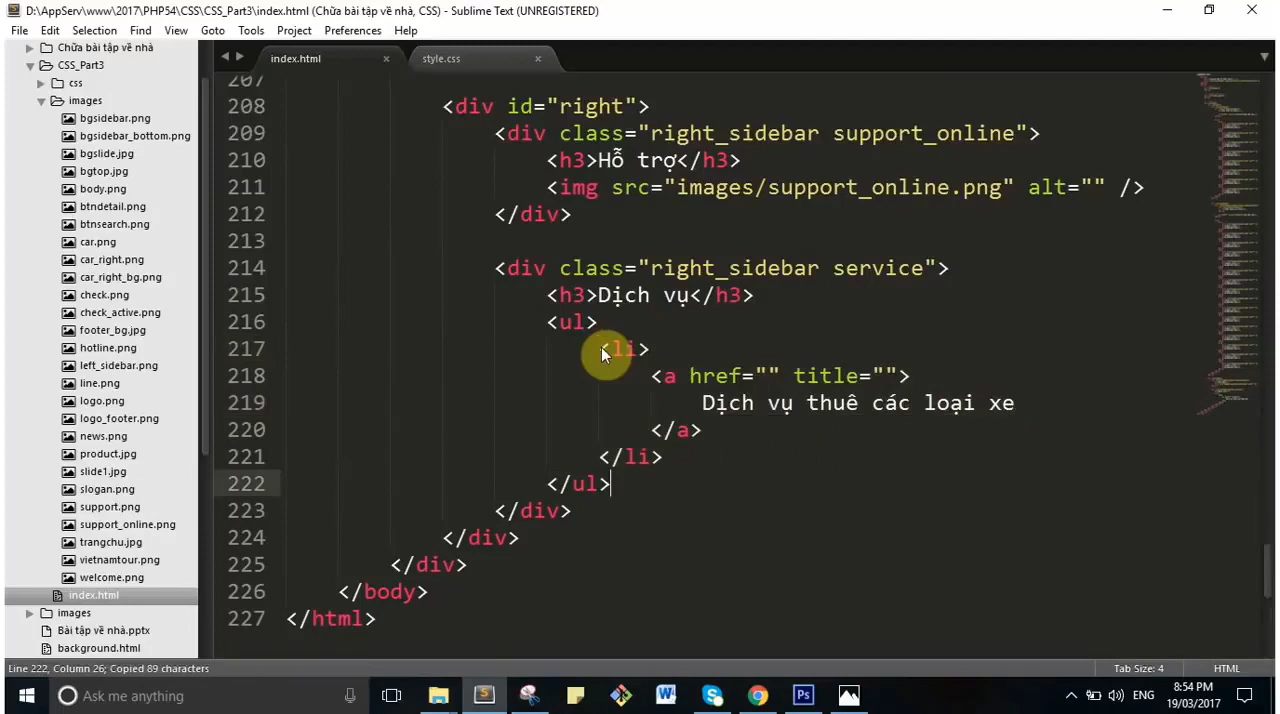 D:\AppServ\www\2017\PHP54\CSS\CSS_Part3\index.html (Chữa bài tập về nhà, CSS) - Sublime Text (UNREGISTERED)
File Edit Selection Find View Goto Tools Project Preferences Help
Chữa bài tập về nhà
CSS_Part3
css
images
bgsidebar.png
bgsidebar_bottom.png
bgslide.jpg
bgtop.jpg
body.png
btndetail.png
btnsearch.png
car.png
car_right.png
car_right_bg.png
check.png
check_active.png
footer_bg.jpg
hotline.png
left_sidebar.png
line.png
logo.png
logo_footer.png
news.png
product.jpg
slide1.jpg
slogan.png
support.png
support_online.png
trangchu.jpg
vietnamtour.png
welcome.png
index.html
images
Bài tập về nhà.pptx
background.html
index.html × style.css ×
207
208 <div id="right">
209 <div class="right_sidebar support_online">
210 <h3>Hỗ trợ</h3>
211 <img src="images/support_online.png" alt="" />
212 </div>
213
214 <div class="right_sidebar service">
215 <h3>Dịch vụ</h3>
216 <ul>
217 <li>
218 <a href="" title="">
219 Dịch vụ thuê các loại xe
220 </a>
221 </li>
222 </ul>
223 </div>
224 </div>
225 </div>
226 </body>
227 </html>
Line 222, Column 26; Copied 89 characters Tab Size: 4 HTML
Ask me anything
ENG
8:54 PM
19/03/2017